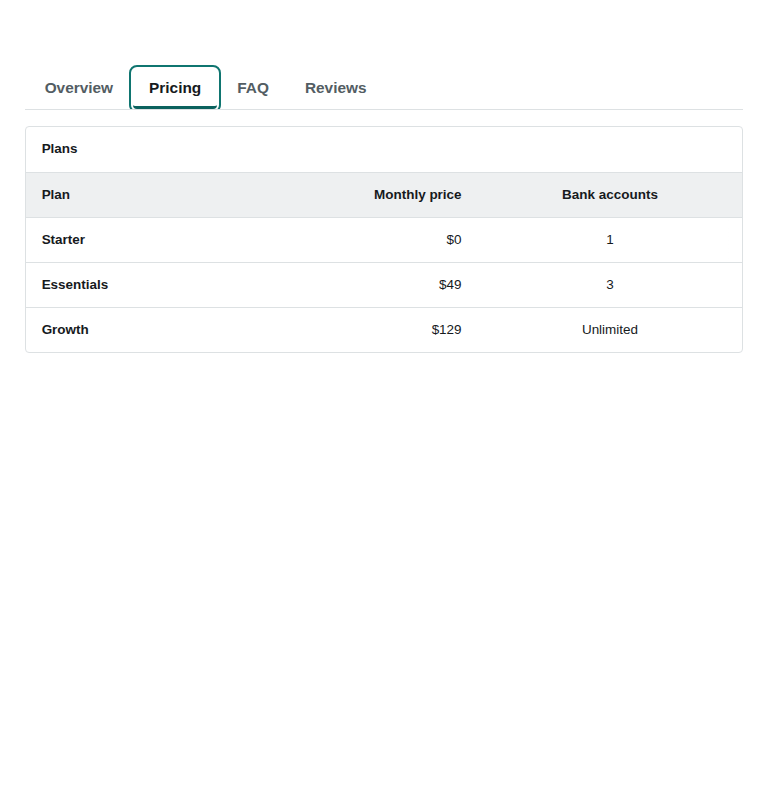 Overview Pricing FAQ Reviews
Plans
Plan Monthly price Bank accounts
Starter $0 1
Essentials $49 3
Growth $129 Unlimited